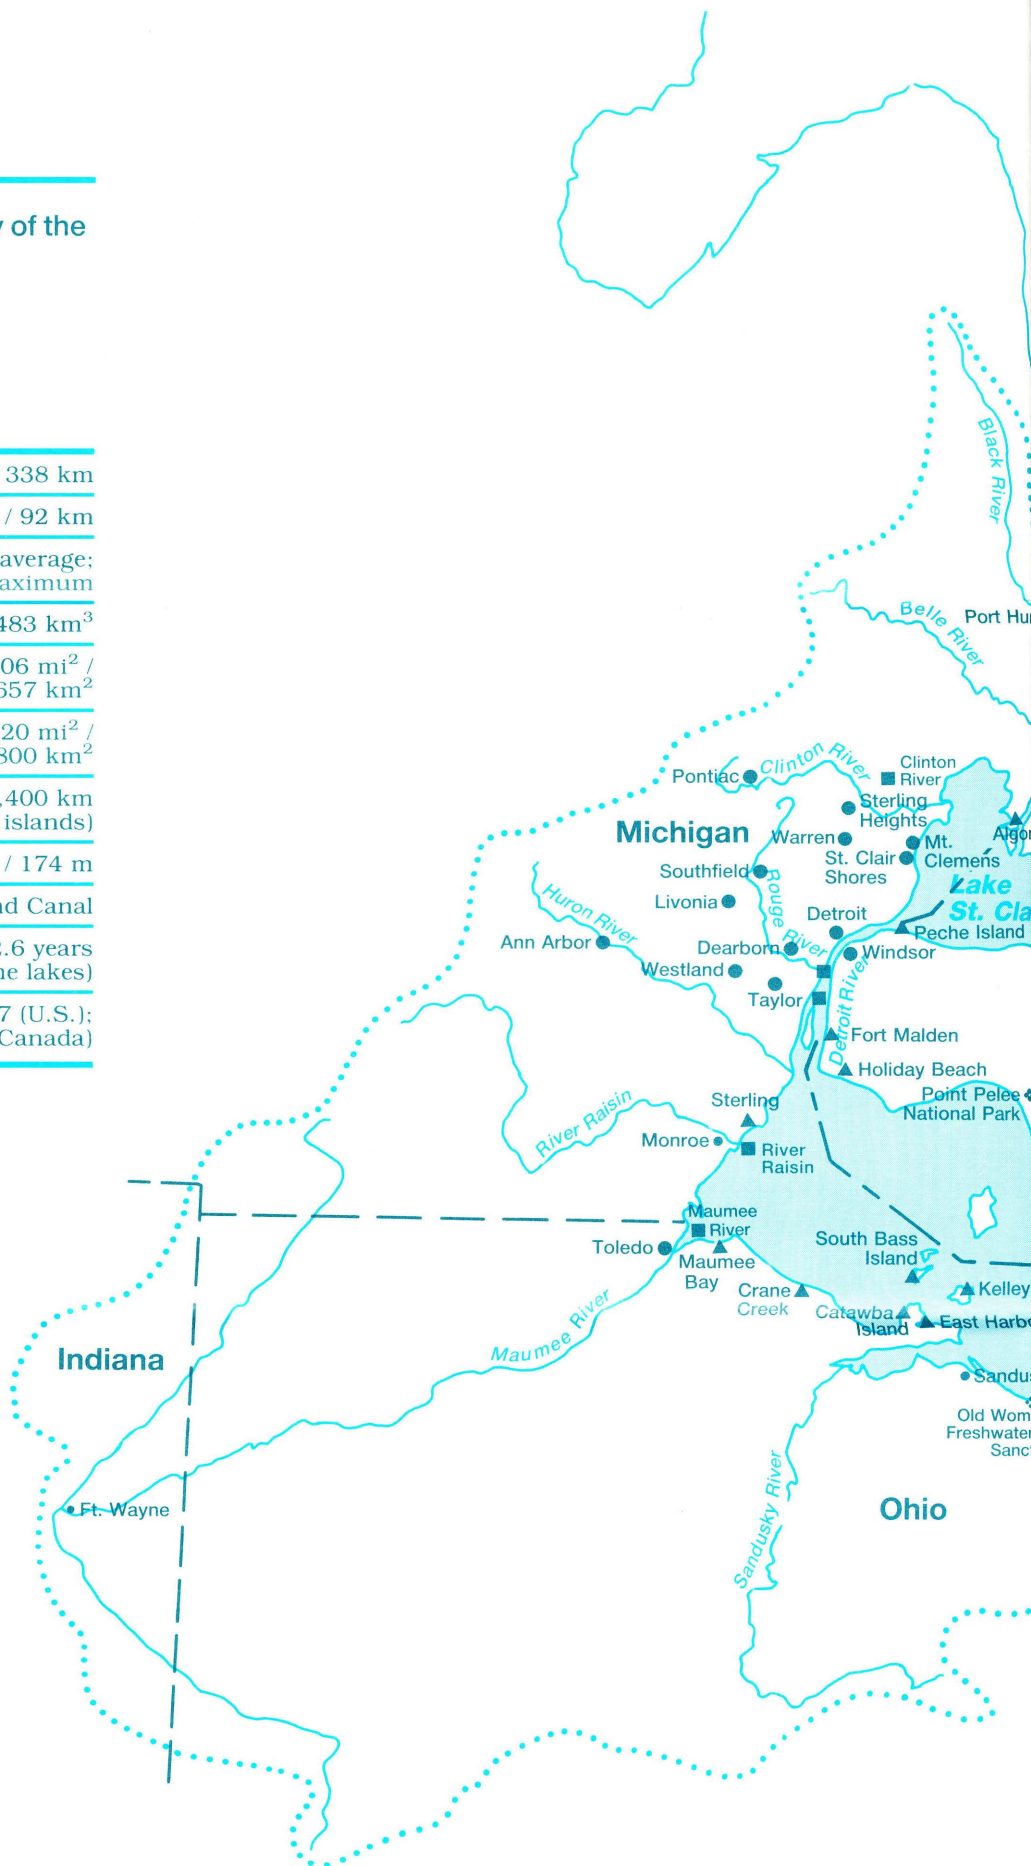 of the
338 km
/ 92 km
average;
aximum
483 km³
06 mi² /
657 km²
20 mi² /
800 km²
,400 km
islands)
/ 174 m
nd Canal
2.6 years
ne lakes)
7 (U.S.);
Canada)
Black River
Port Hu
Belle River
Clinton River
Clinton
River
Pontiac
Sterling
Heights
Michigan
Warren
Mt.
Clemens
Algo
St. Clair
Shores
Southfield
Lake
St. Cla
Livonia
Rouge River
Huron River
Detroit
Peche Island
Ann Arbor
Dearborn
Windsor
Westland
Taylor
Detroit River
Fort Malden
Holiday Beach
Point Pelee
National Park
Sterling
River Raisin
Monroe
River
Raisin
Maumee
River
Toledo
Maumee
Bay
South Bass
Island
Crane
Creek
Kelley
Catawba
Island
East Harbo
Maumee River
Indiana
Sandus
Old Wom
Freshwater
Sanc
Sandusky River
Ft. Wayne
Ohio